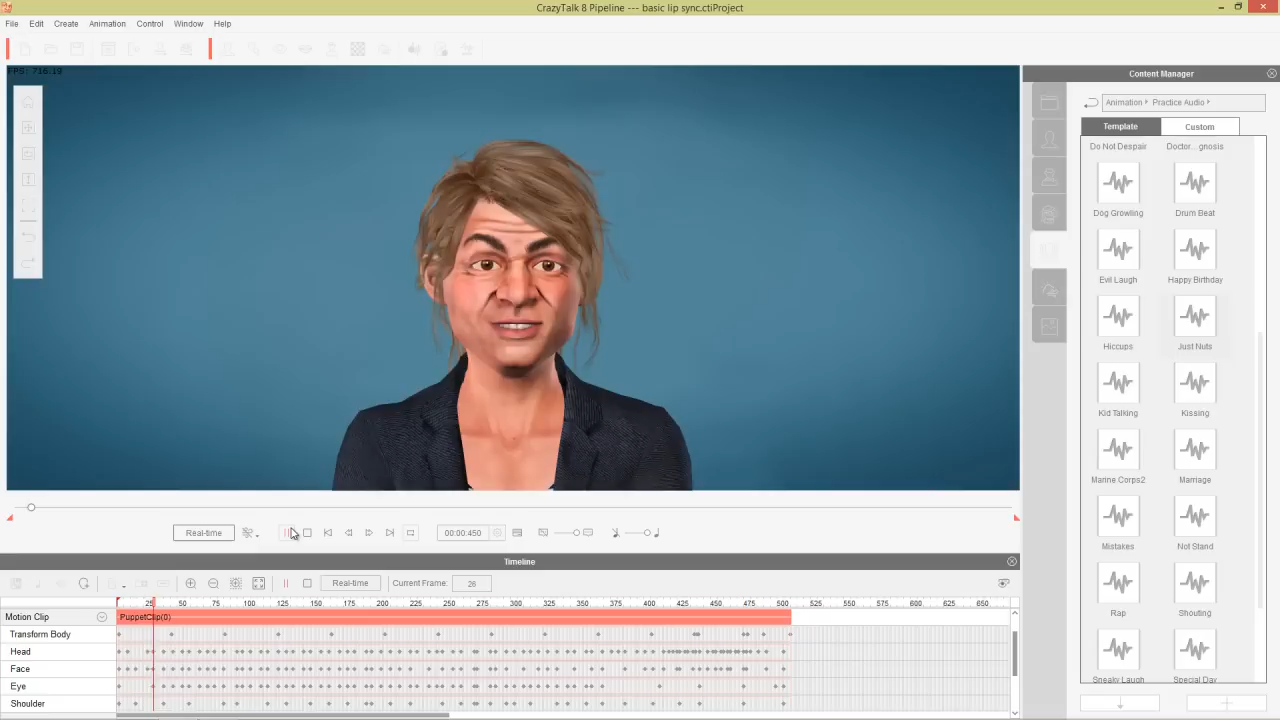 CrazyTalk 8 Pipeline --- basic lip sync.ctiProject
File Edit Create Animation Control Window Help
FPS: 716.19
Content Manager
Animation Practice Audio
Template Custom
Do Not Despair Doctor....gnosis
Dog Growling Drum Beat
Evil Laugh Happy Birthday
Hiccups Just Nuts
Kid Talking Kissing
Marine Corps2 Marriage
Mistakes Not Stand
Rap Shouting
Sneaky Laugh Special Day
Real-time 00:00:450
Timeline
Real-time Current Frame: 26
25 50 75 100 125 150 175 200 225 250 275 300 325 350 375 400 425 450 475 500 525 550 575 600 625 650
Motion Clip PuppetClip(0)
Transform Body
Head
Face
Eye
Shoulder